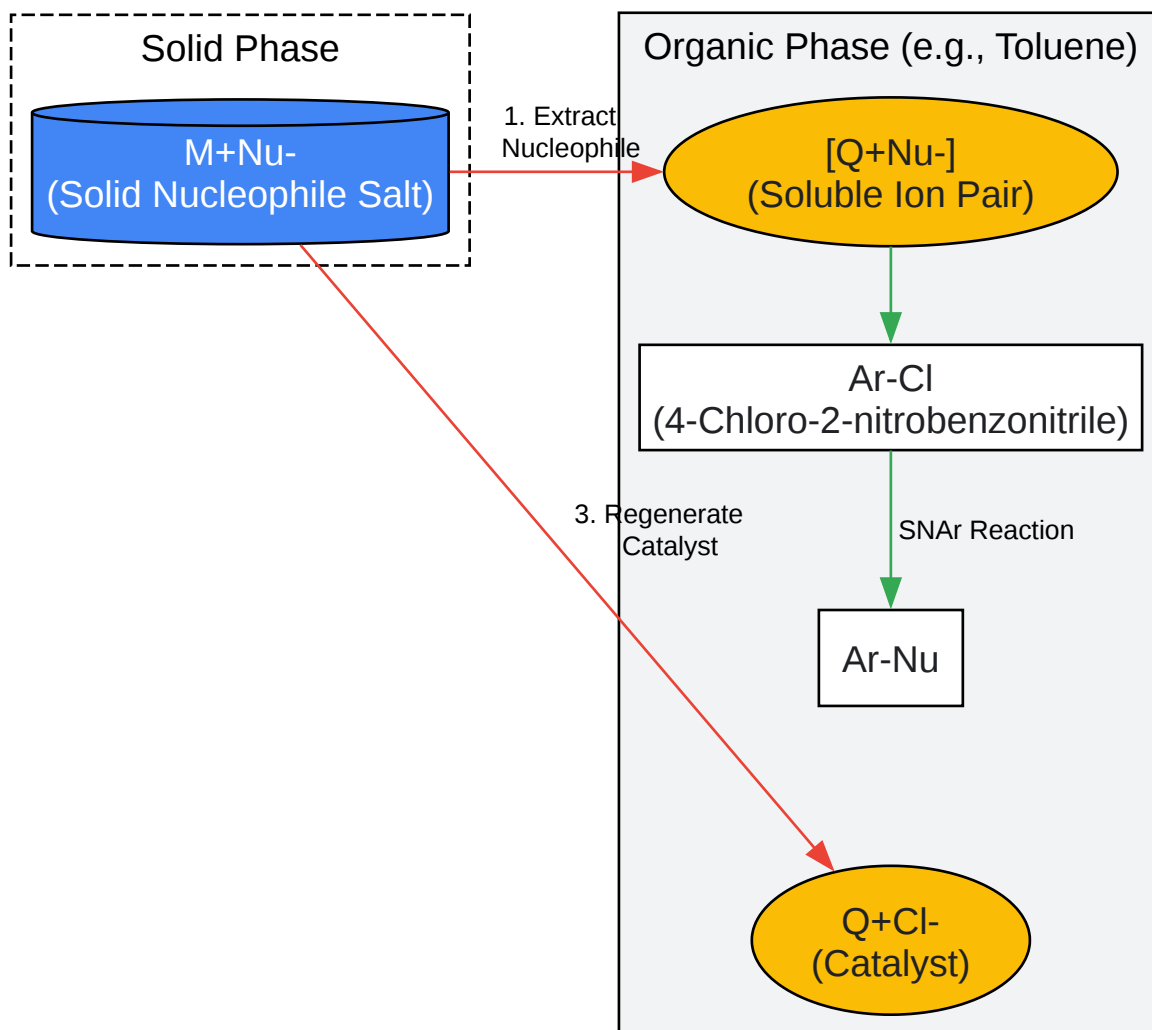 Solid Phase
Organic Phase (e.g., Toluene)
M+Nu-
(Solid Nucleophile Salt)
1. Extract
Nucleophile
[Q+Nu-]
(Soluble Ion Pair)
Ar-Cl
(4-Chloro-2-nitrobenzonitrile)
3. Regenerate
Catalyst
SNAr Reaction
Ar-Nu
Q+Cl-
(Catalyst)